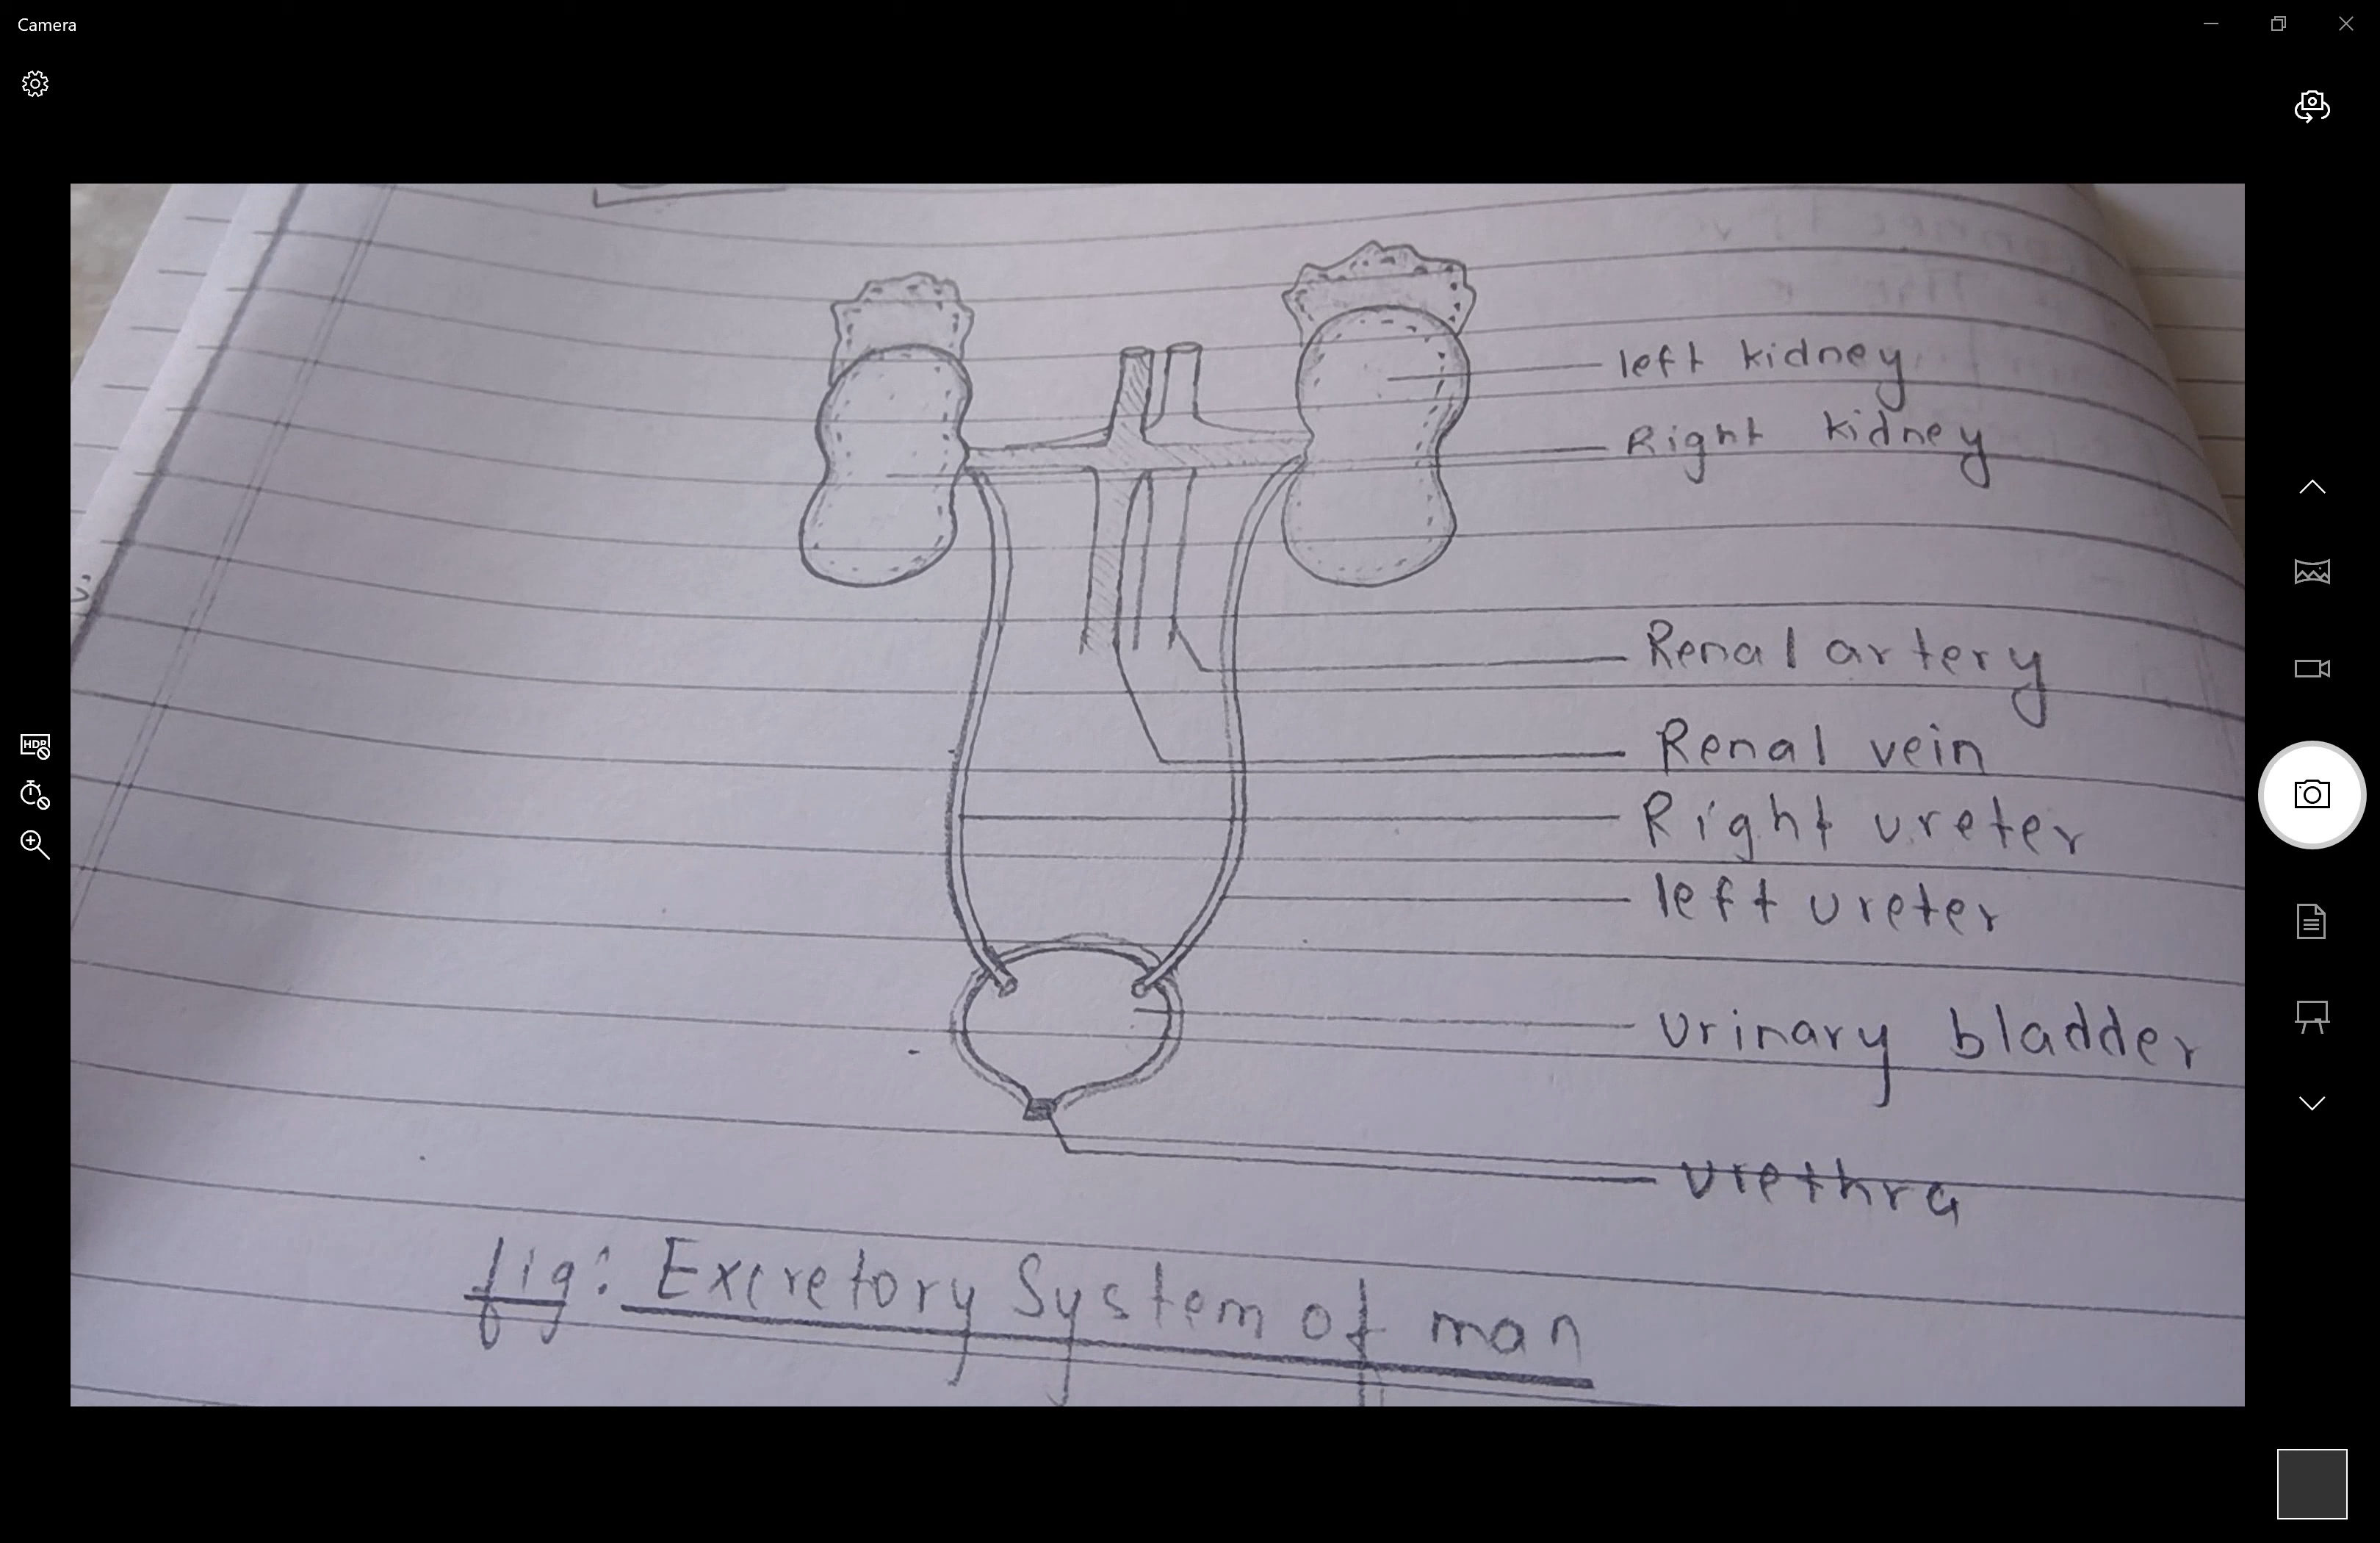 Camera
HDR
left kidney
Right kidney
Renal artery
Renal vein
Right ureter
left ureter
urinary bladder
urethra
fig: Excretory System of man